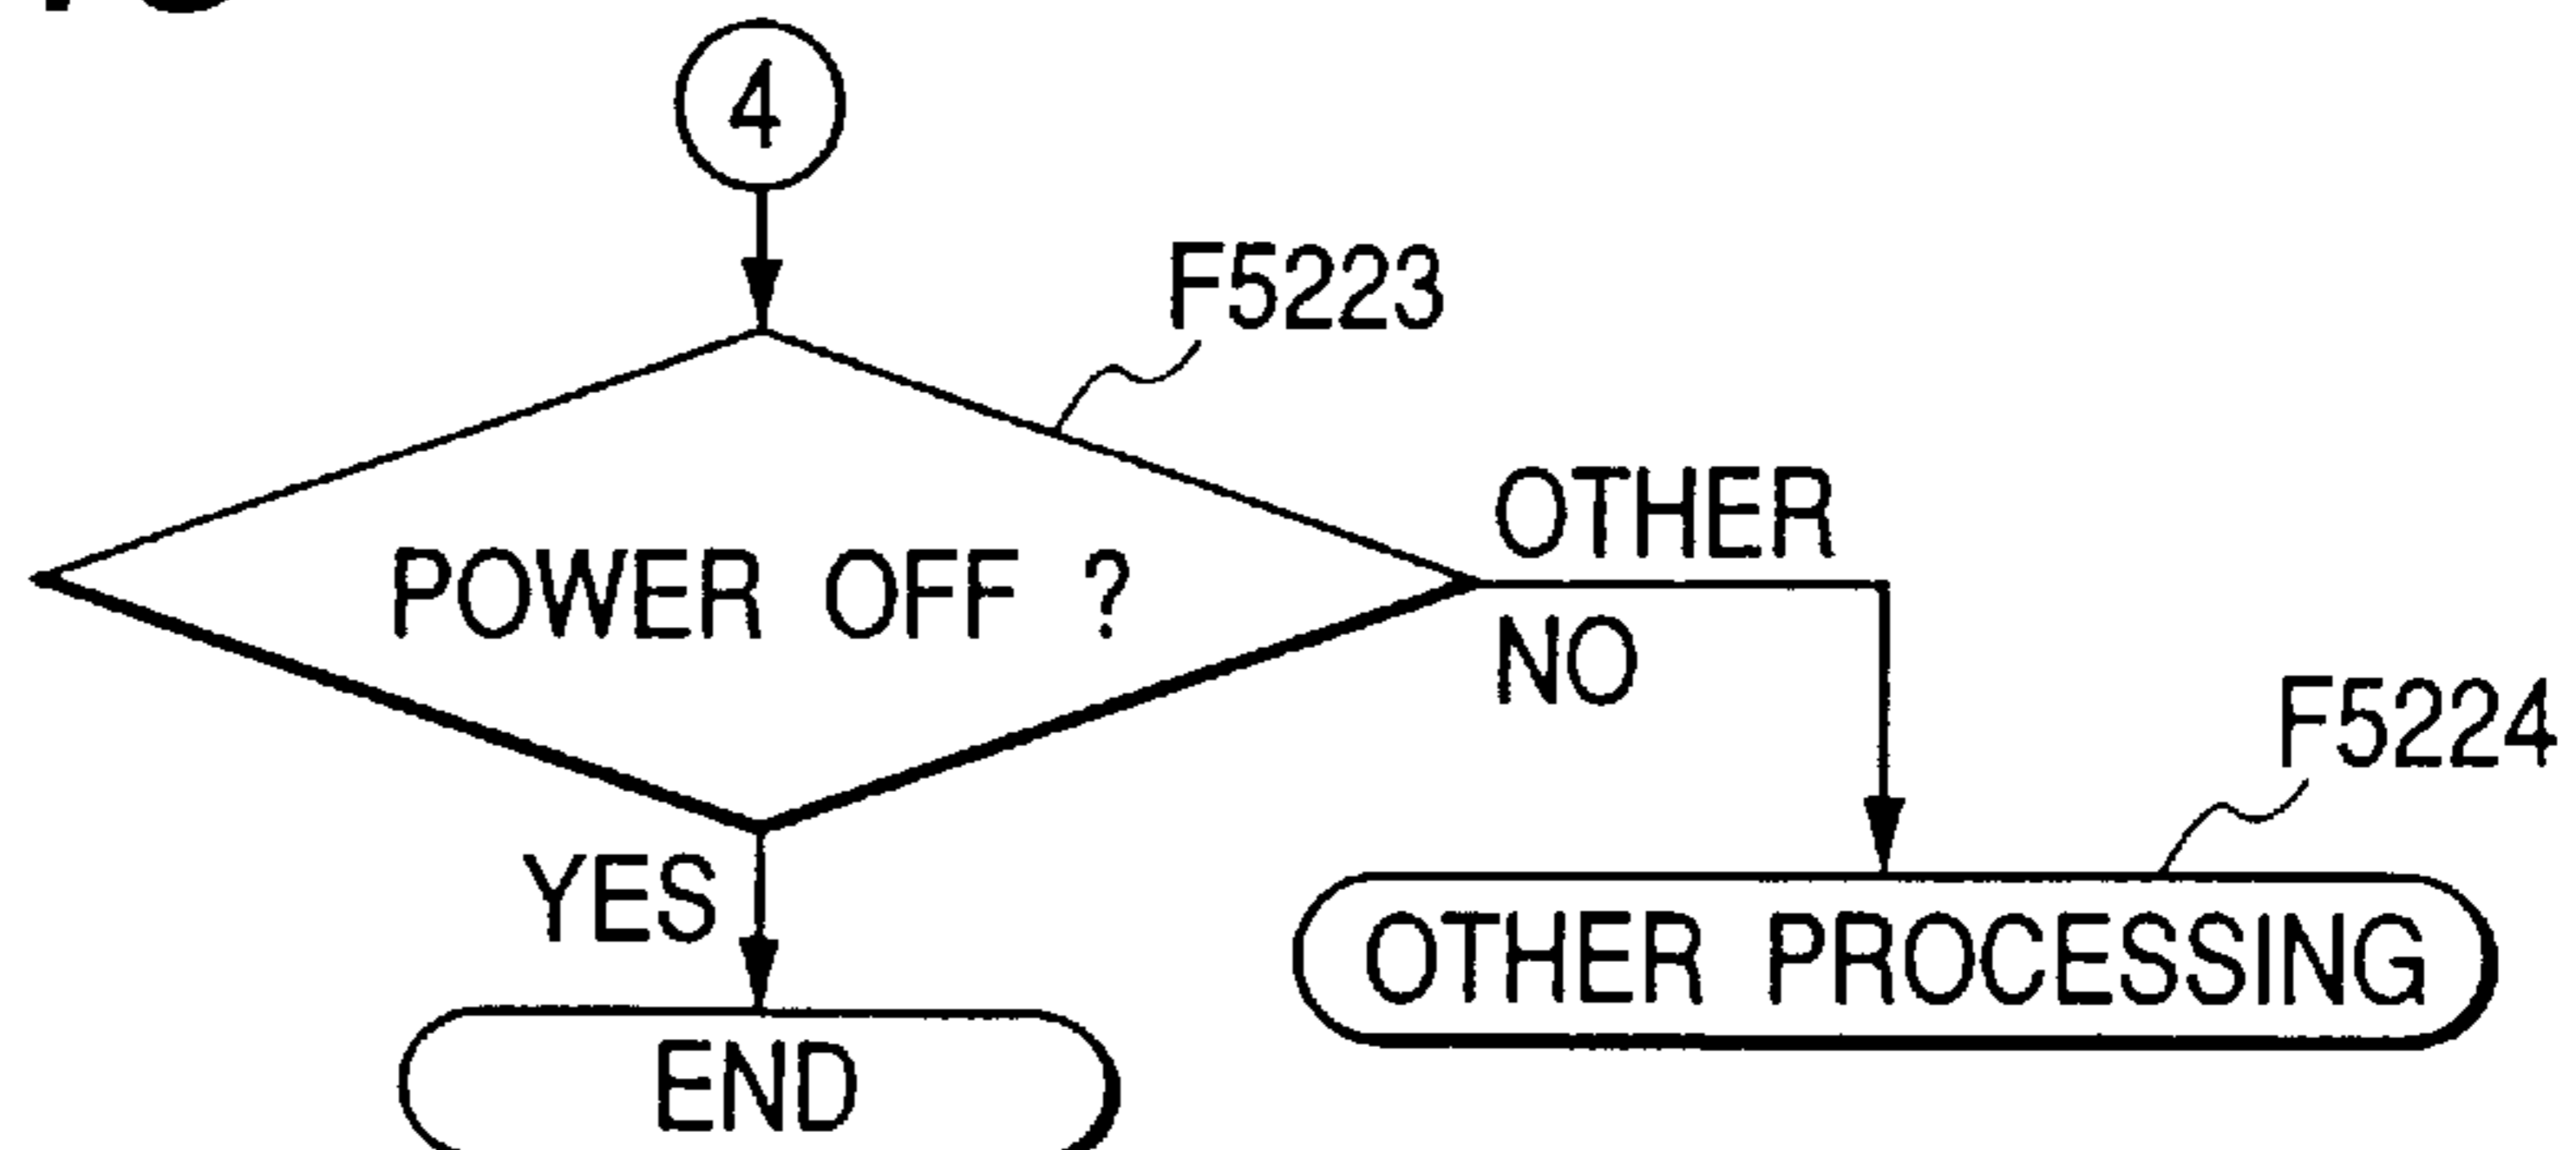 4
F5223
POWER OFF ?
OTHER
NO
F5224
YES
OTHER PROCESSING
END